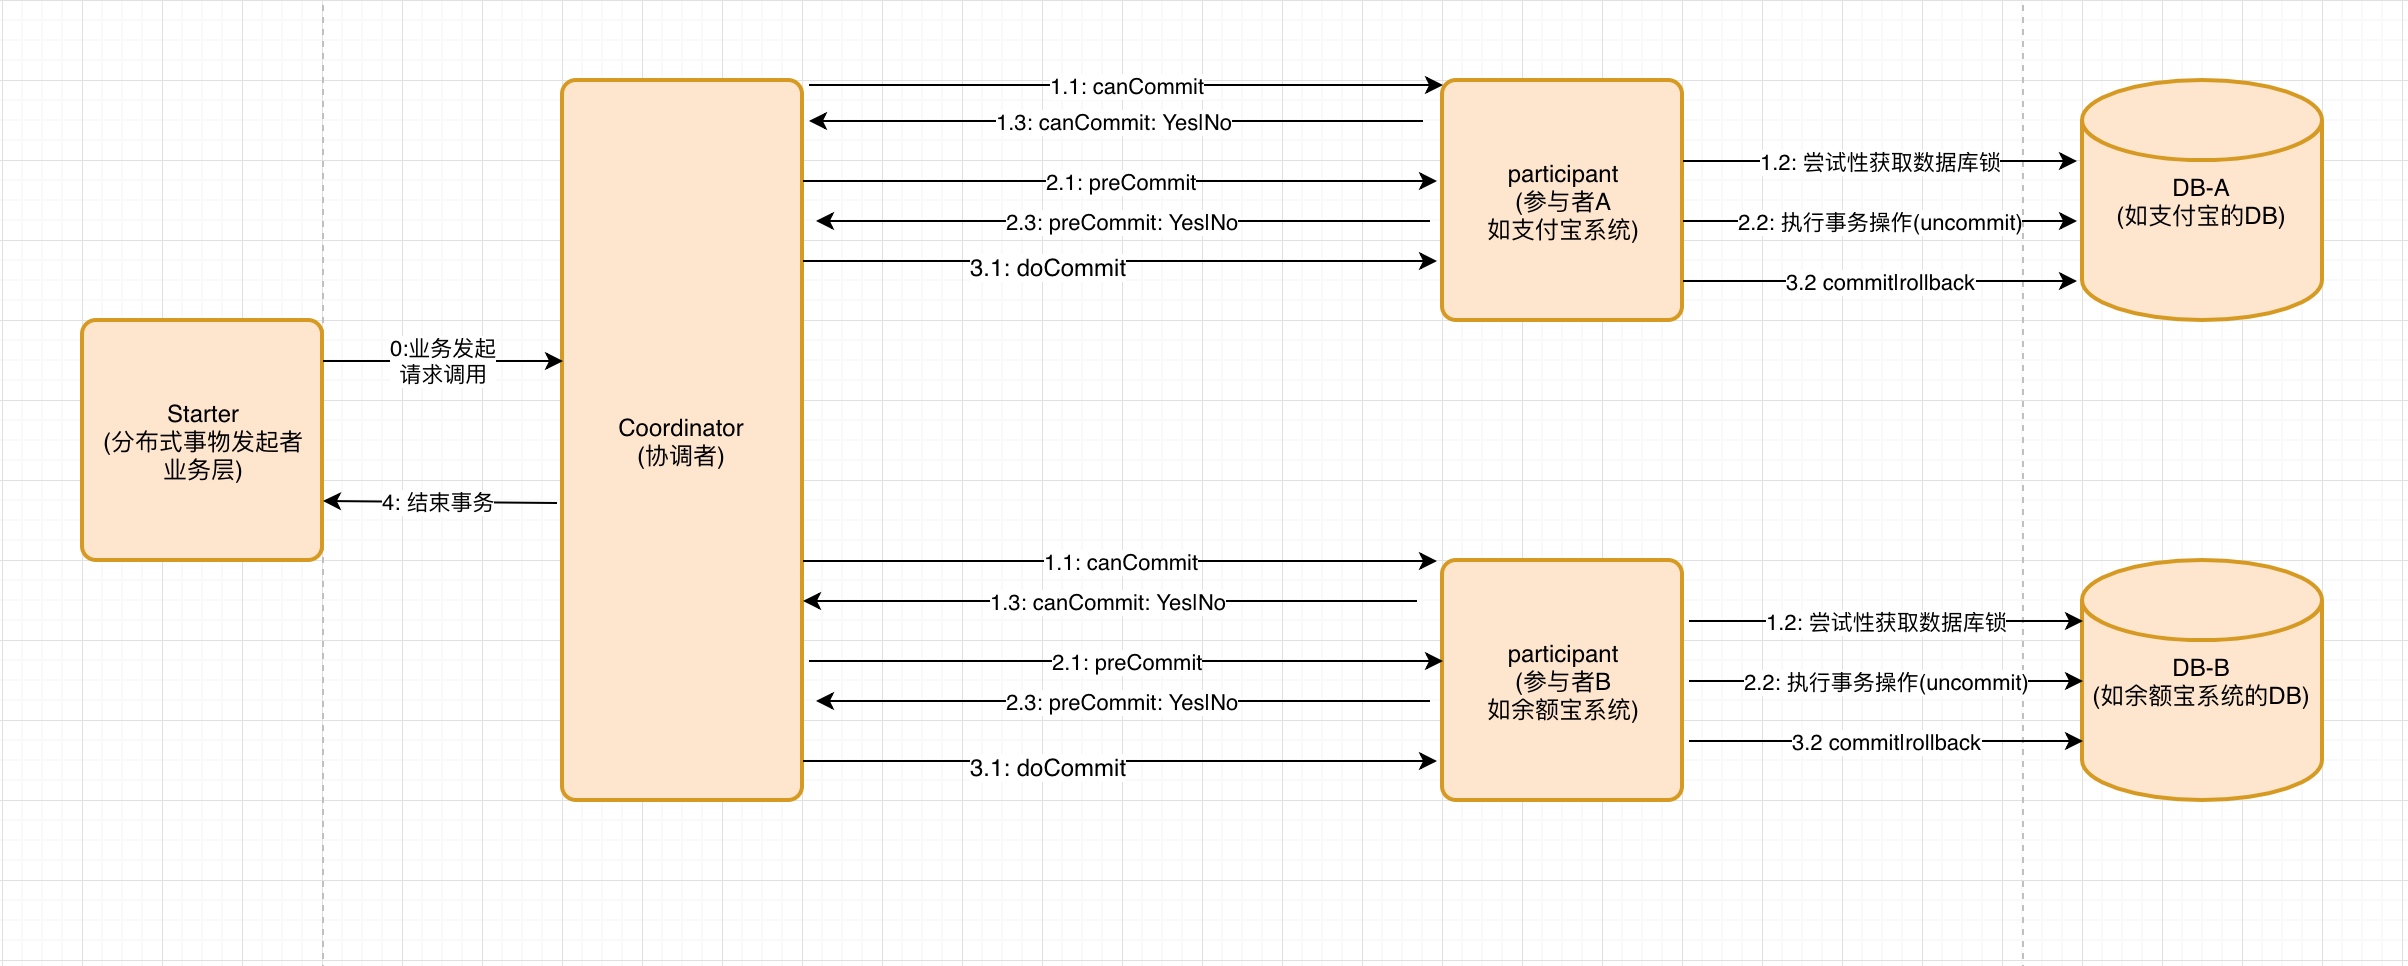 1.1: canCommit
1.3: canCommit: Yes|No
2.1: preCommit
2.3: preCommit: Yes|No
3.1: doCommit
participant
(参与者A
如支付宝系统)
1.2: 尝试性获取数据库锁
2.2: 执行事务操作(uncommit)
3.2 commit|rollback
DB-A
(如支付宝的DB)
Starter
(分布式事物发起者
业务层)
0:业务发起
请求调用
4: 结束事务
Coordinator
(协调者)
1.1: canCommit
1.3: canCommit: Yes|No
2.1: preCommit
2.3: preCommit: Yes|No
3.1: doCommit
participant
(参与者B
如余额宝系统)
1.2: 尝试性获取数据库锁
2.2: 执行事务操作(uncommit)
3.2 commit|rollback
DB-B
(如余额宝系统的DB)